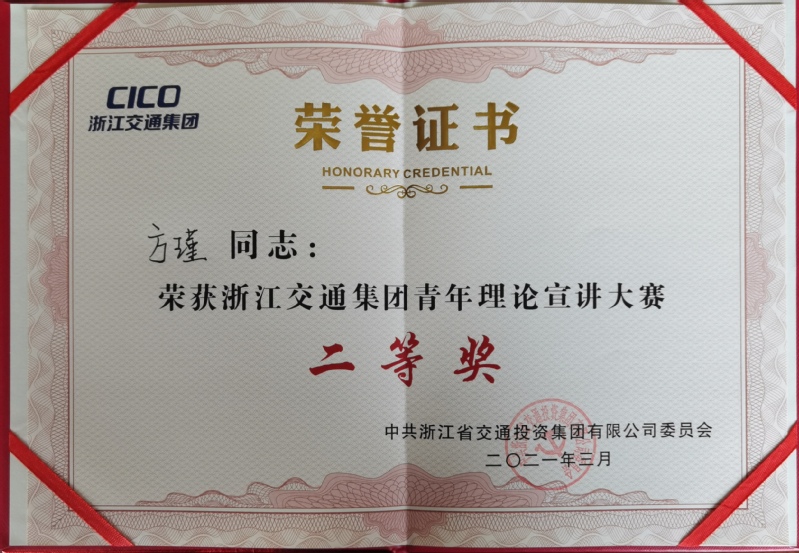 CICO
浙江交通集团
荣誉证书
HONORARY CREDENTIAL
方瑾 同志：
荣获浙江交通集团青年理论宣讲大赛
二等奖
中共浙江省交通投资集团有限公司委员会
二〇二一年三月